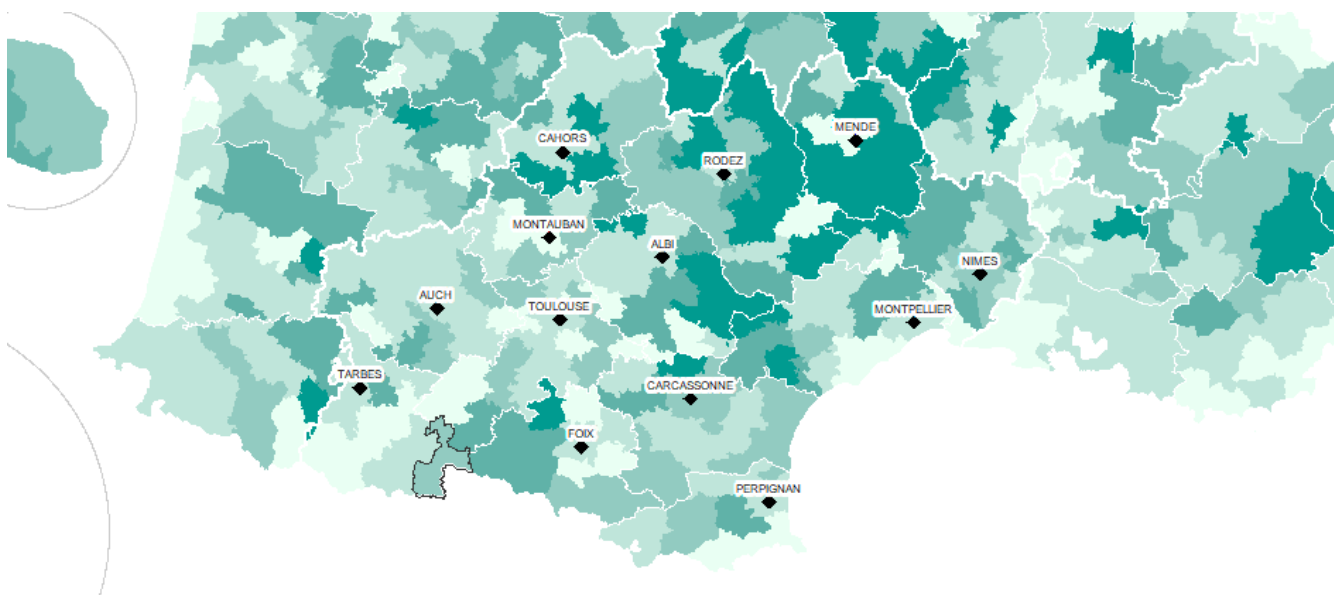 MENDE
CAHORS
RODEZ
MONTAUBAN
ALBI
NIMES
AUCH
TOULOUSE
MONTPELLIER
TARBES
CARCASSONNE
FOIX
PERPIGNAN